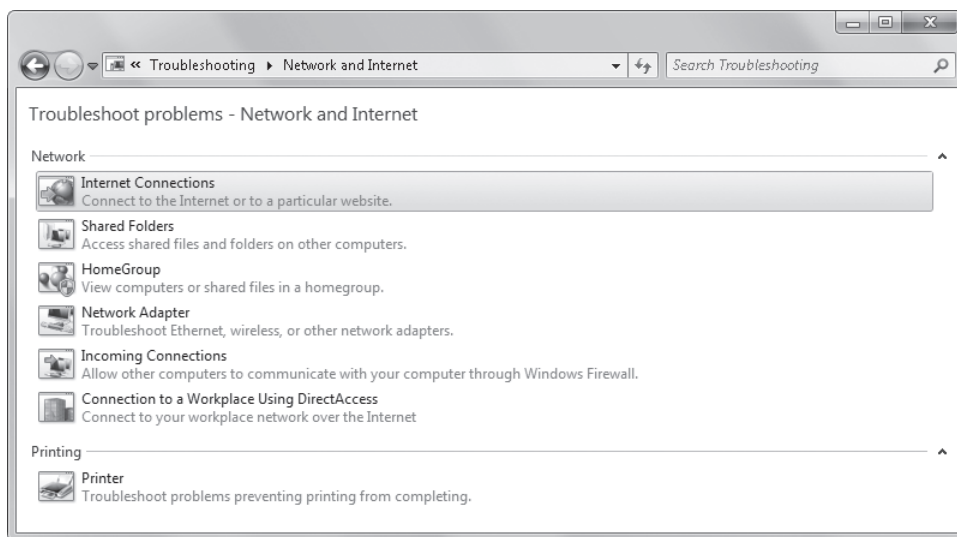 « Troubleshooting ▸ Network and Internet
Search Troubleshooting
Troubleshoot problems - Network and Internet
Network
Internet Connections
Connect to the Internet or to a particular website.
Shared Folders
Access shared files and folders on other computers.
HomeGroup
View computers or shared files in a homegroup.
Network Adapter
Troubleshoot Ethernet, wireless, or other network adapters.
Incoming Connections
Allow other computers to communicate with your computer through Windows Firewall.
Connection to a Workplace Using DirectAccess
Connect to your workplace network over the Internet
Printing
Printer
Troubleshoot problems preventing printing from completing.